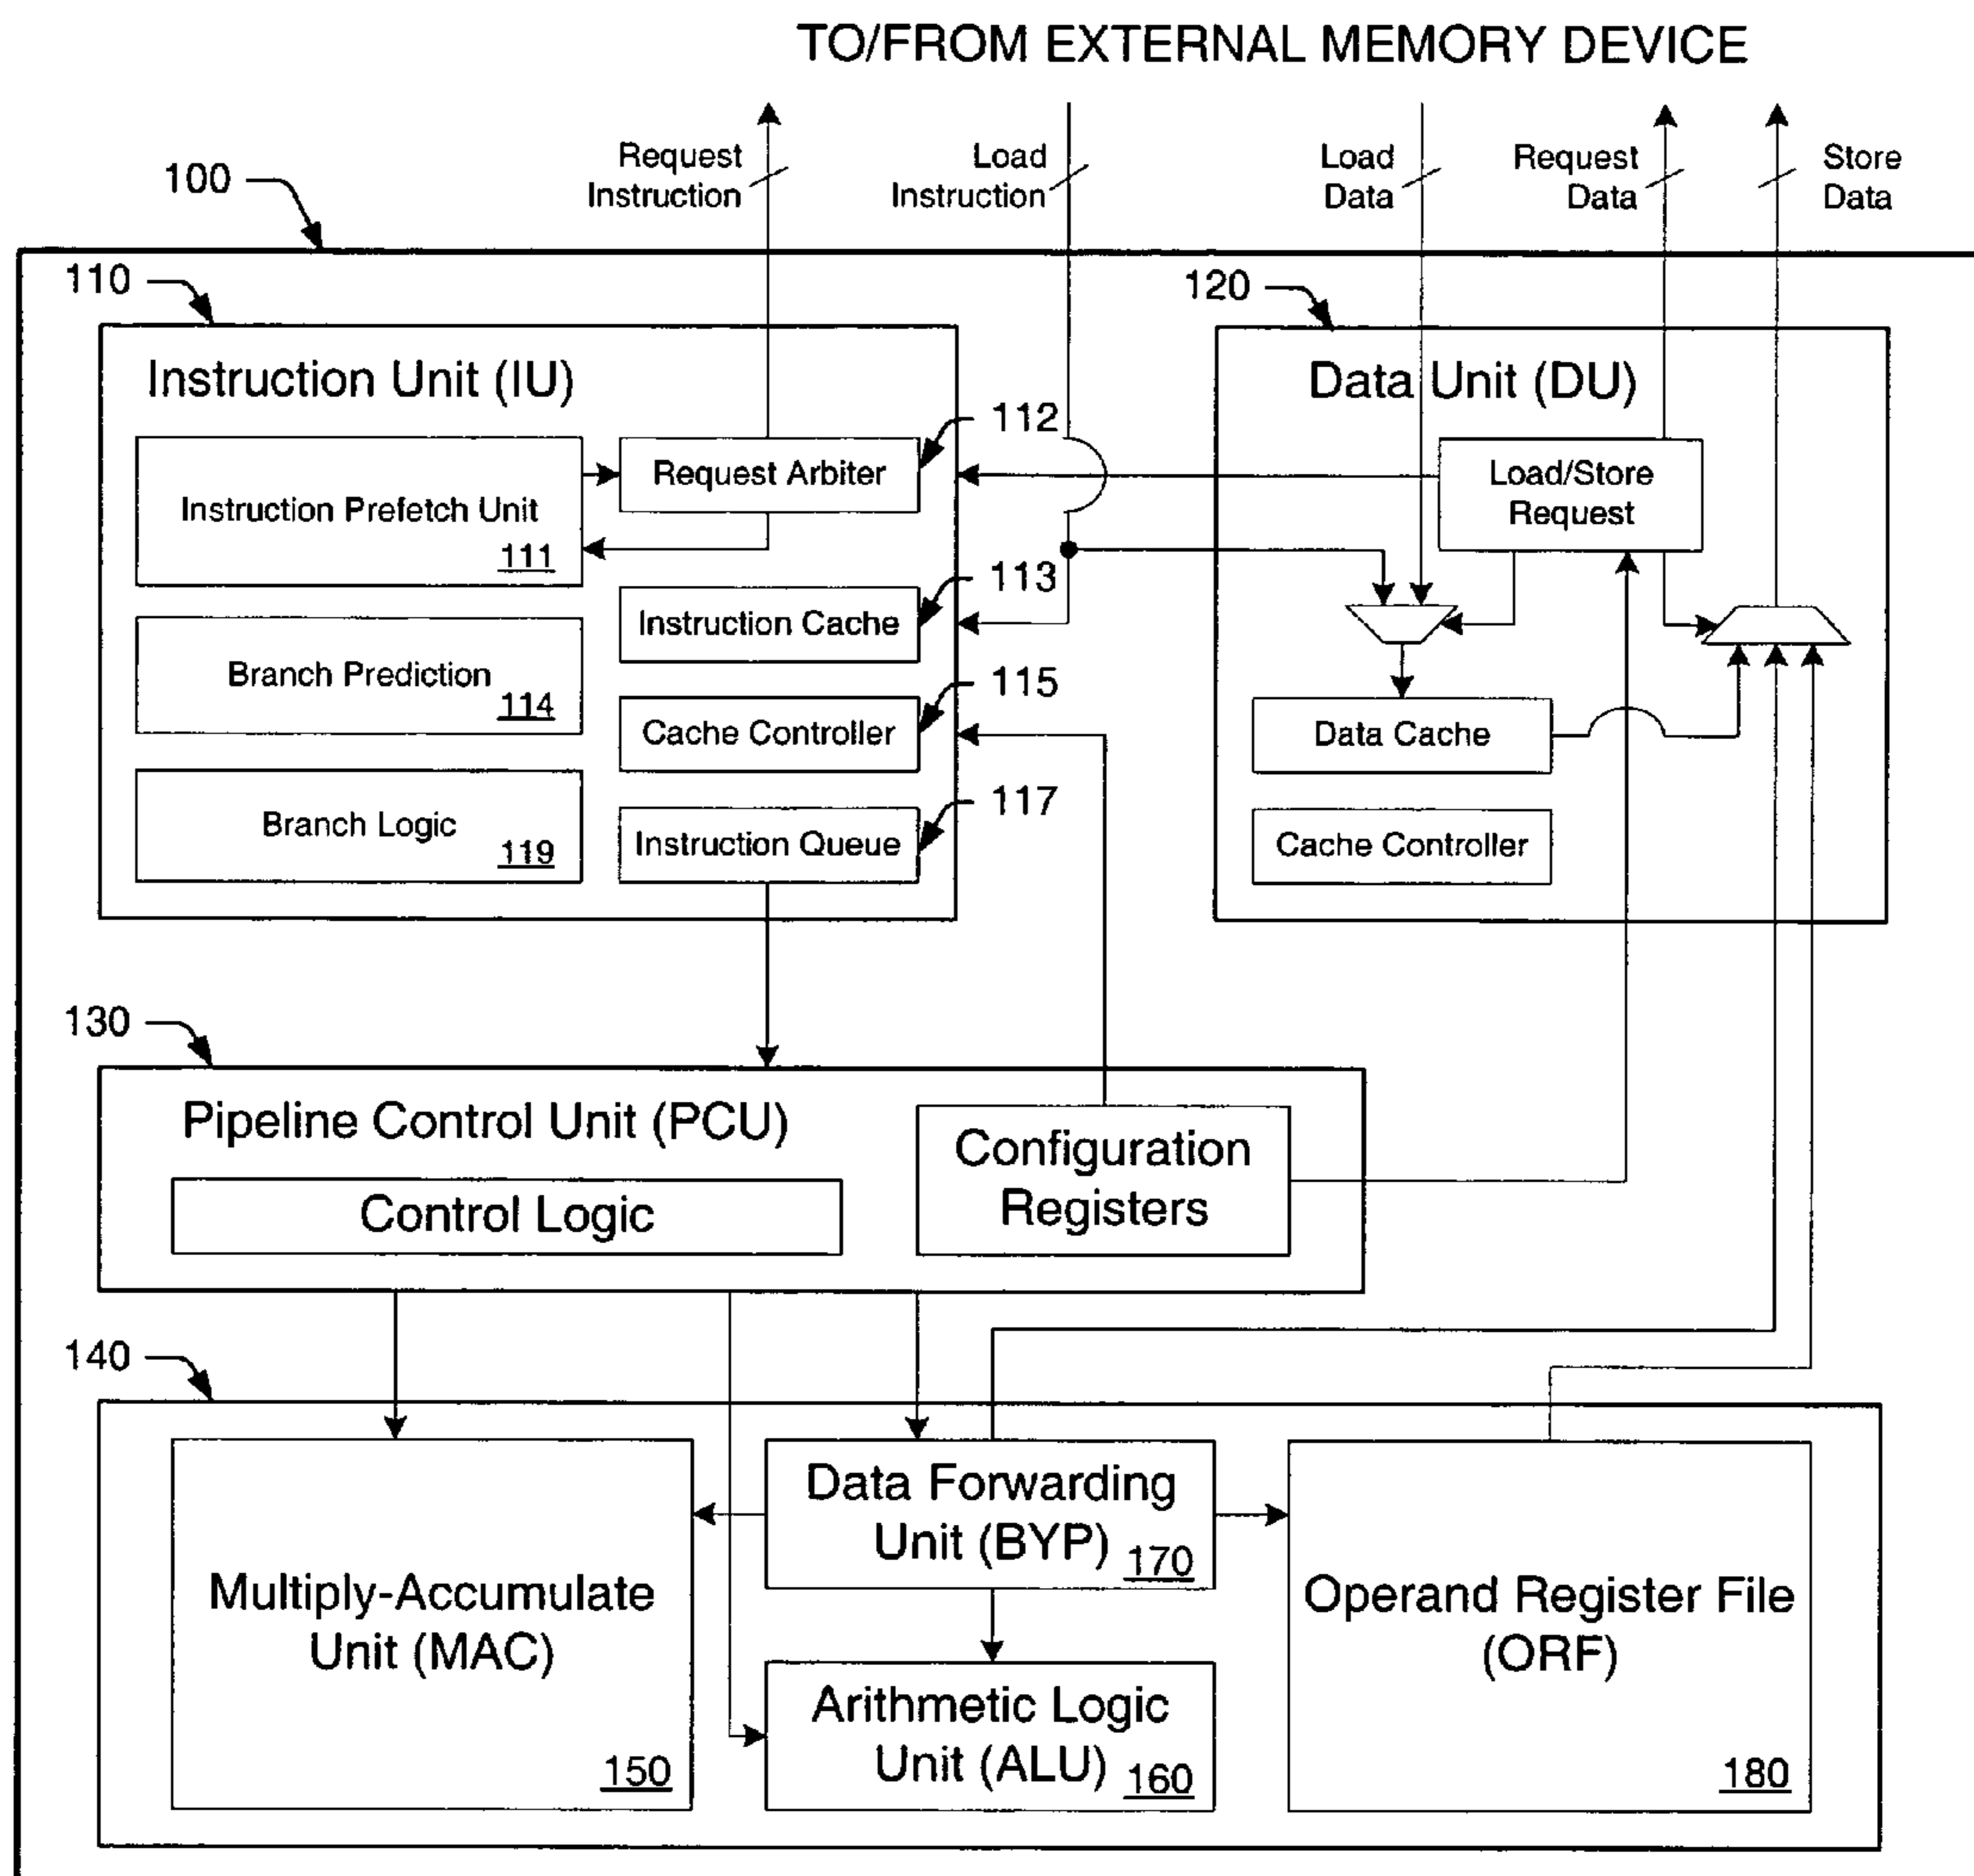 TO/FROM EXTERNAL MEMORY DEVICE
Request
Instruction
Load
Instruction
Load
Data
Request
Data
Store
Data
100
110
120
Instruction Unit (IU)
Data Unit (DU)
112
Request Arbiter
Instruction Prefetch Unit
111
Load/Store
Request
113
Instruction Cache
Branch Prediction
114
115
Cache Controller
Data Cache
117
Branch Logic
119
Instruction Queue
Cache Controller
130
Pipeline Control Unit (PCU)
Control Logic
Configuration
Registers
140
Data Forwarding
Unit (BYP)
170
Multiply-Accumulate
Unit (MAC)
150
Arithmetic Logic
Unit (ALU)
160
Operand Register File
(ORF)
180